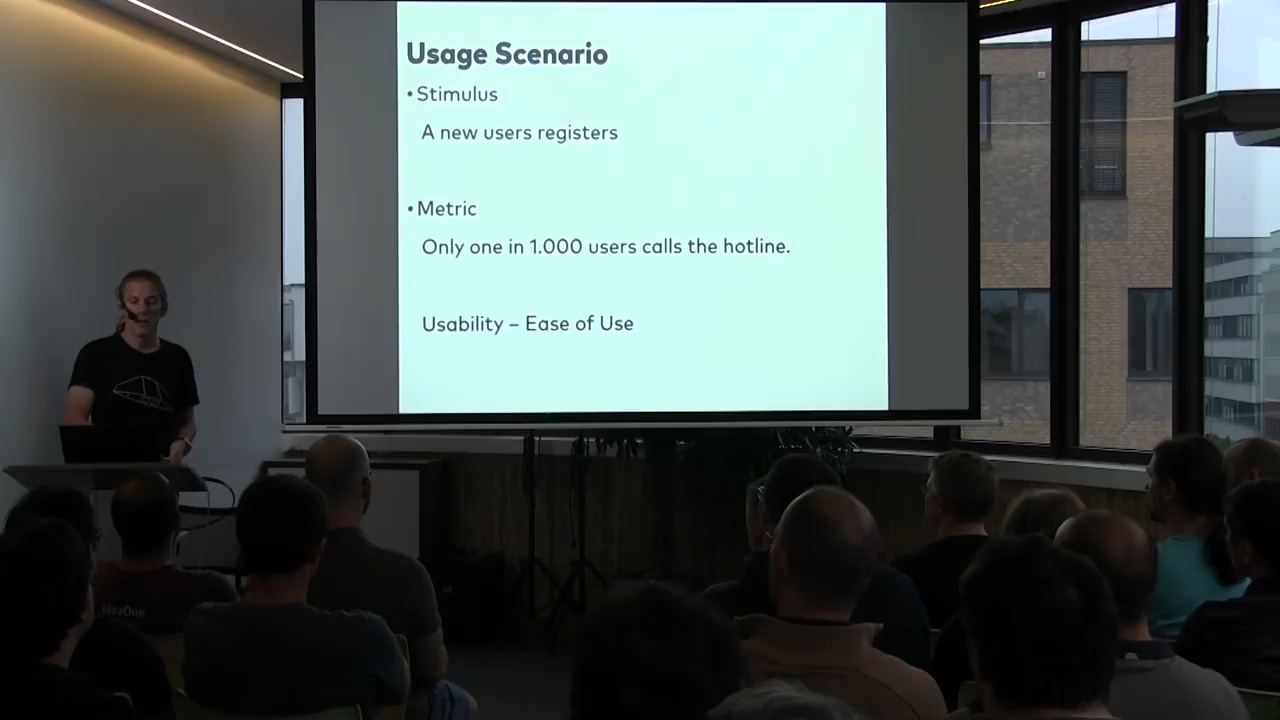 Usage Scenario
• Stimulus
A new users registers
• Metric
Only one in 1.000 users calls the hotline.
Usability – Ease of Use
JavaOne